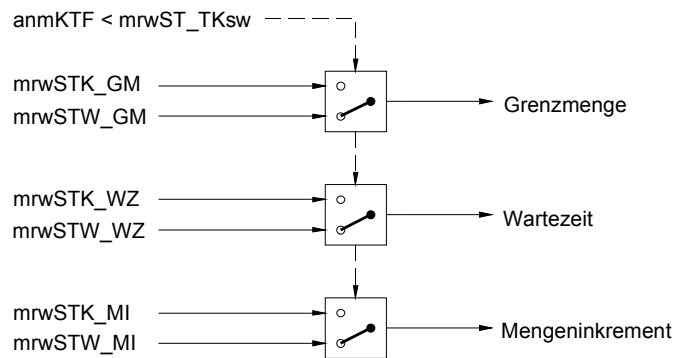 anmKTF < mrwST_TKsw
mrwSTK_GM
mrwSTW_GM
Grenzmenge
mrwSTK_WZ
mrwSTW_WZ
Wartezeit
mrwSTK_MI
mrwSTW_MI
Mengeninkrement